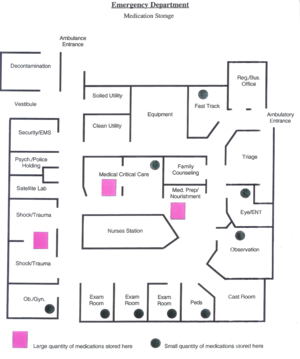 Emergency Department
Medication Storage
Ambulance
Entrance
Decontamination
Reg./Bus.
Office
Soiled Utility
Equipment
Fast Track
Vestibule
Ambulatory
Entrance
Clean Utility
Security/EMS
Triage
Psych./Police
Holding
Medical Critical Care
Family
Counseling
Satellite Lab
Med. Prep/
Nourishment
Shock/Trauma
Eye/ENT
Nurses Station
Observation
Shock/Trauma
Ob./Gyn.
Exam
Room
Exam
Room
Exam
Room
Peds
Cast Room
Large quantity of medications stored here
Small quantity of medications stored here